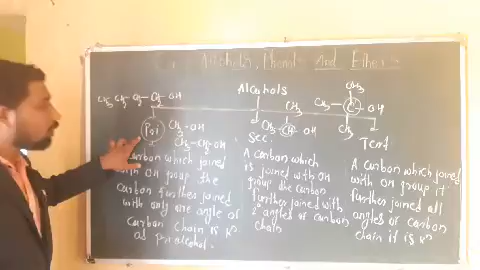 Alcohols, Phenols And Ethers
Alcohols
CH3 CH2 CH2 - CH2 OH
Pri
CH3-OH
CH3-CH2-OH
Carbon which joined
with OH group the
Carbon further joined
with only one angle of
Carbon chain is kn
as pri alcohol.
CH3
CH3-CH-OH
Sec.
A carbon which
is joined with OH
group the carbon
further joined with
2° angles of carbon
chain
CH3
CH3-C-OH
CH3
Tert
A Carbon which joined
with OH group it
further joined all
angles of carbon
chain it is kn